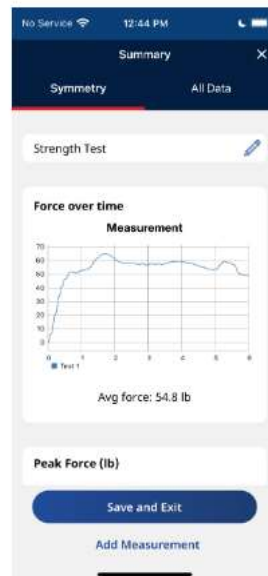 No Service 12:44 PM
Summary
Symmetry All Data
Strength Test
Force over time
Measurement
70
60
50
40
30
20
10
0
0 1 2 3 4 5 6
Test 1
Avg force: 54.8 lb
Peak Force (lb)
Save and Exit
Add Measurement